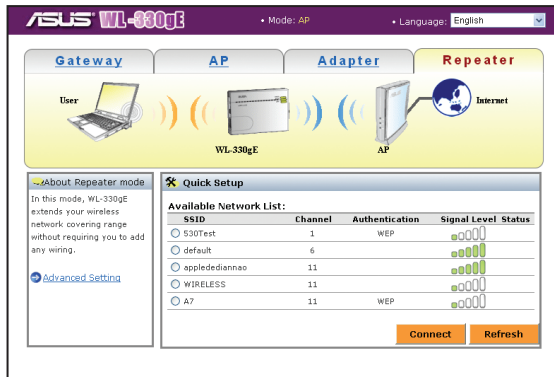 ASUS WL-330gE • Mode: AP • Language: English
Gateway AP Adapter Repeater
User Internet
WL-330gE AP
About Repeater mode
In this mode, WL-330gE
extends your wireless
network covering range
without requiring you to add
any wiring.
Advanced Setting
Quick Setup
Available Network List:
SSID Channel Authentication Signal Level Status
530Test 1 WEP
default 6
appledediannao 11
WIRELESS 11
A7 11 WEP
Connect Refresh